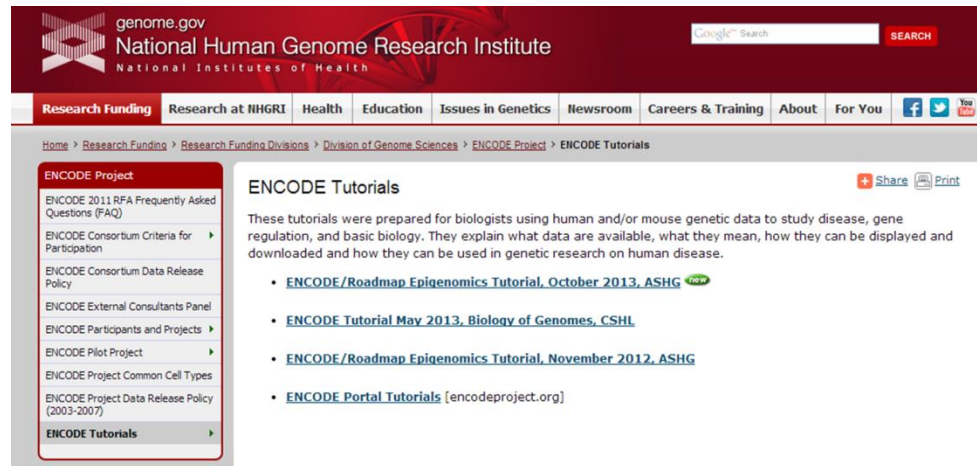 genome.gov
National Human Genome Research Institute
National Institutes of Health
Google™ Search
SEARCH
Research Funding
Research at NHGRI
Health
Education
Issues in Genetics
Newsroom
Careers & Training
About
For You
f
You
Tube
Home > Research Funding > Research Funding Divisions > Division of Genome Sciences > ENCODE Project > ENCODE Tutorials
ENCODE Project
ENCODE 2011 RFA Frequently Asked
Questions (FAQ)
ENCODE Consortium Criteria for
Participation
ENCODE Consortium Data Release
Policy
ENCODE External Consultants Panel
ENCODE Participants and Projects
ENCODE Pilot Project
ENCODE Project Common Cell Types
ENCODE Project Data Release Policy
(2003-2007)
ENCODE Tutorials
Share
Print
ENCODE Tutorials
These tutorials were prepared for biologists using human and/or mouse genetic data to study disease, gene
regulation, and basic biology. They explain what data are available, what they mean, how they can be displayed and
downloaded and how they can be used in genetic research on human disease.
• ENCODE/Roadmap Epigenomics Tutorial, October 2013, ASHG new
• ENCODE Tutorial May 2013, Biology of Genomes, CSHL
• ENCODE/Roadmap Epigenomics Tutorial, November 2012, ASHG
• ENCODE Portal Tutorials [encodeproject.org]